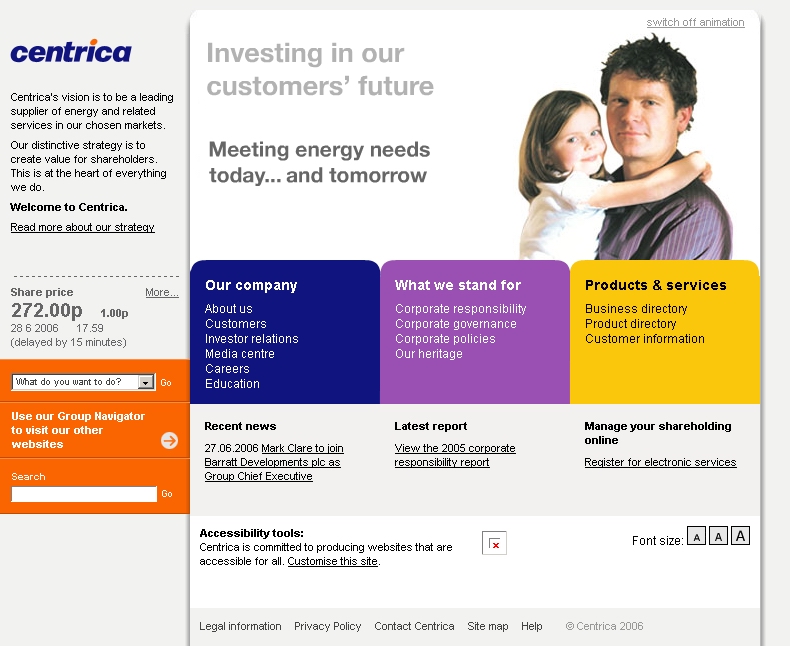 centrica
Centrica's vision is to be a leading
supplier of energy and related
services in our chosen markets.
Our distinctive strategy is to
create value for shareholders.
This is at the heart of everything
we do.
Welcome to Centrica.
Read more about our strategy
Share price More...
272.00p 1.00p
28 6 2006 17.59
(delayed by 15 minutes)
What do you want to do? Go
Use our Group Navigator
to visit our other
websites
Search
Go
switch off animation
Investing in our
customers' future
Meeting energy needs
today... and tomorrow
Our company
About us
Customers
Investor relations
Media centre
Careers
Education
What we stand for
Corporate responsibility
Corporate governance
Corporate policies
Our heritage
Products & services
Business directory
Product directory
Customer information
Recent news
27.06.2006 Mark Clare to join
Barratt Developments plc as
Group Chief Executive
Latest report
View the 2005 corporate
responsibility report
Manage your shareholding
online
Register for electronic services
Accessibility tools:
Centrica is committed to producing websites that are
accessible for all. Customise this site.
Font size: A A A
Legal information Privacy Policy Contact Centrica Site map Help © Centrica 2006